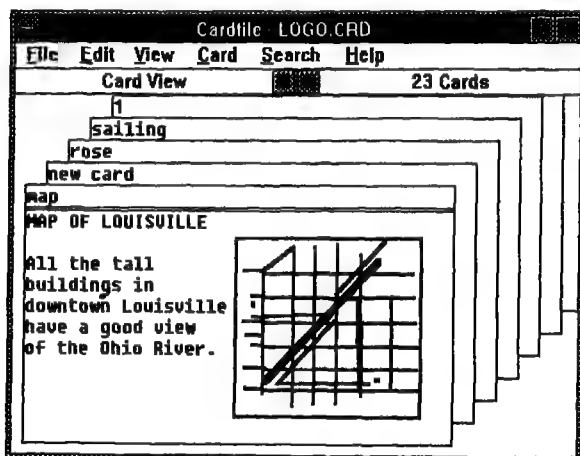 Cardfile - LOGO.CRD
File Edit View Card Search Help
Card View 23 Cards
1
sailing
rose
new card
map
MAP OF LOUISVILLE
All the tall
buildings in
downtown Louisville
have a good view
of the Ohio River.